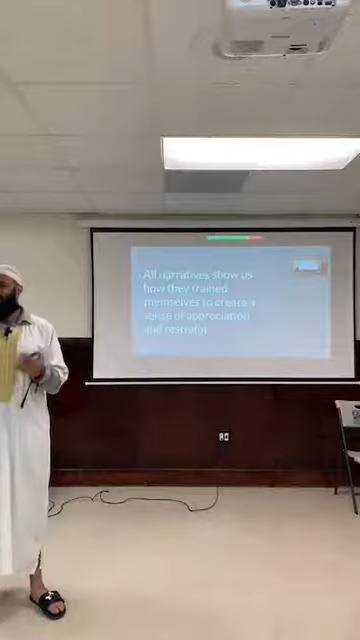 All narratives show us
how they trained
themselves to create a
sense of appreciation
and restraint